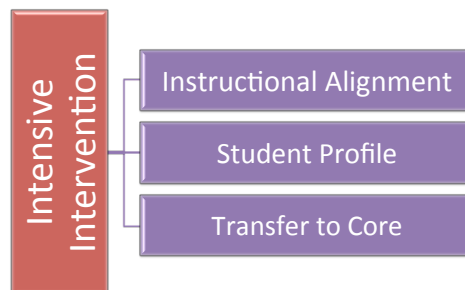 Intensive
Intervention
Instructional Alignment
Student Profile
Transfer to Core